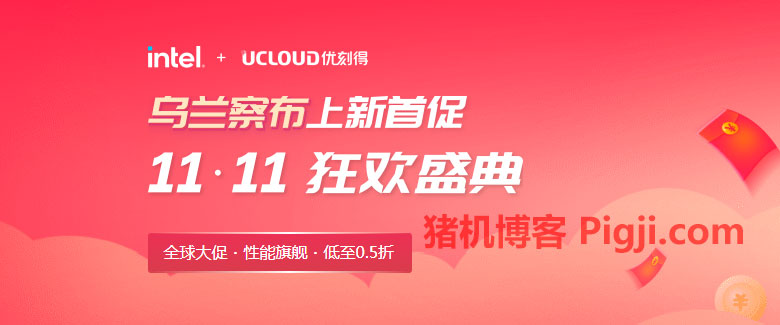 intel. + UCLOUD优刻得
乌兰察布上新首促
11·11 狂欢盛典
猪机博客 Pigji.com
全球大促·性能旗舰·低至0.5折